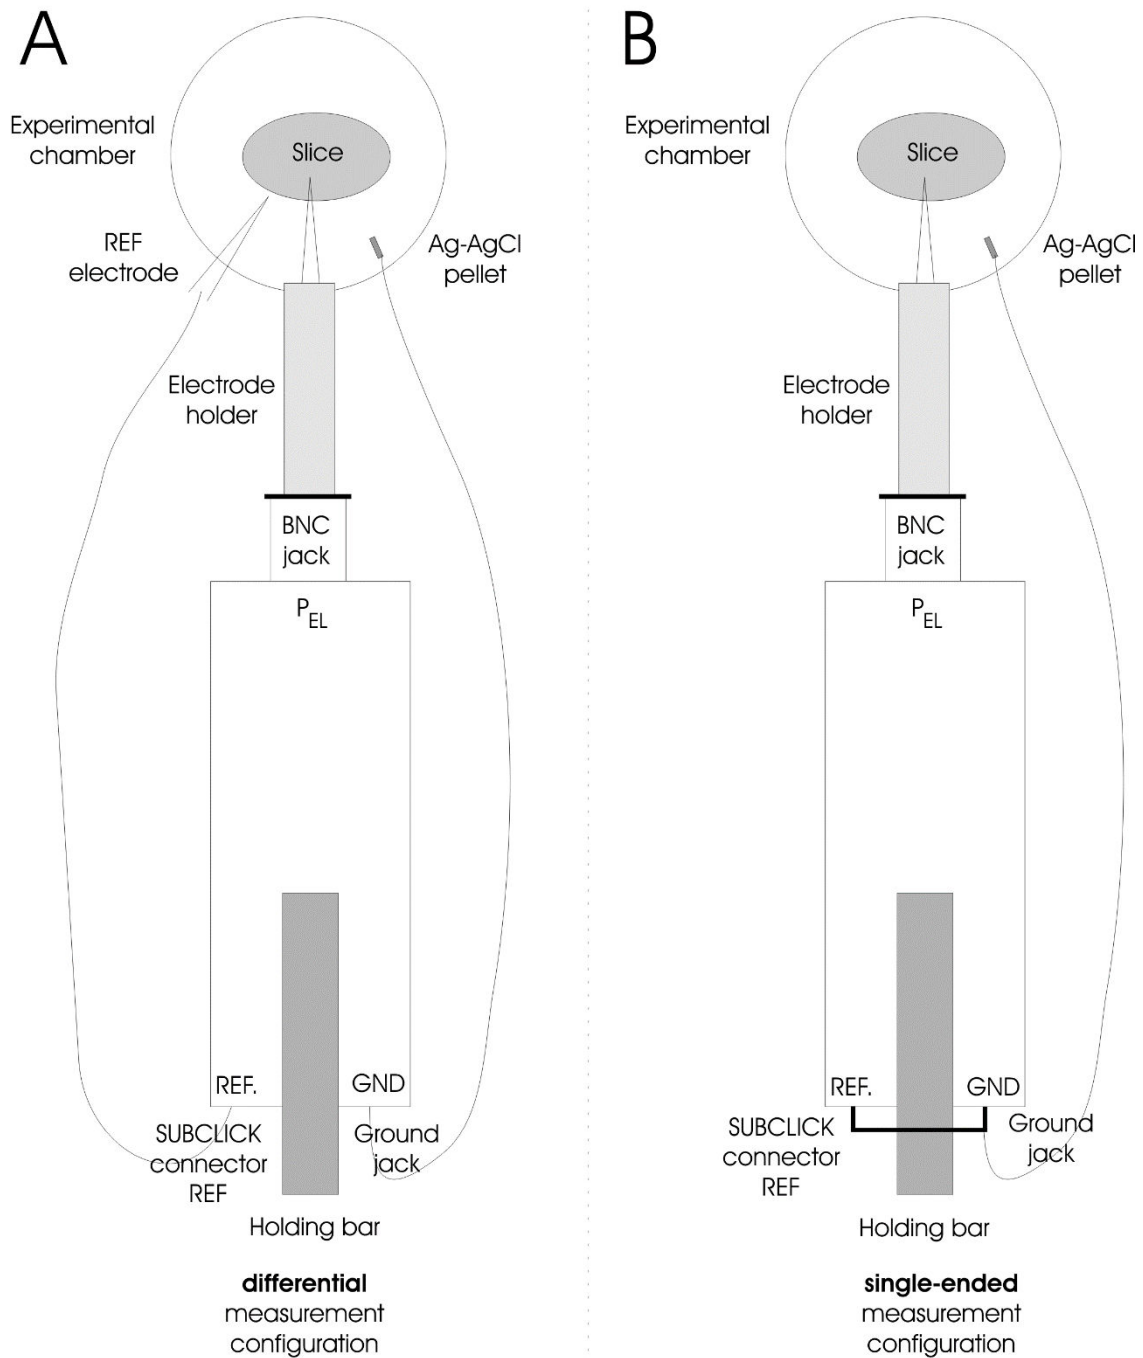 A
Experimental
chamber
Slice
REF
electrode
Ag-AgCl
pellet
Electrode
holder
BNC
jack
PEL
REF.
GND
SUBCLICK
connector
REF
Ground
jack
Holding bar
differential
measurement
configuration
B
Experimental
chamber
Slice
Ag-AgCl
pellet
Electrode
holder
BNC
jack
PEL
REF.
GND
SUBCLICK
connector
REF
Ground
jack
Holding bar
single-ended
measurement
configuration